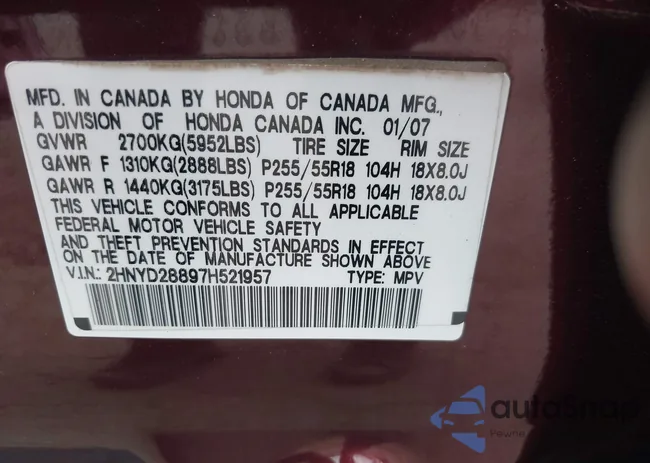 MFD. IN CANADA BY HONDA OF CANADA MFG.,
A DIVISION OF HONDA CANADA INC. 01/07
GVWR 2700KG(5952LBS) TIRE SIZE RIM SIZE
GAWR F 1310KG(2888LBS) P255/55R18 104H 18X8.0J
GAWR R 1440KG(3175LBS) P255/55R18 104H 18X8.0J
THIS VEHICLE CONFORMS TO ALL APPLICABLE
FEDERAL MOTOR VEHICLE SAFETY
AND THEFT PREVENTION STANDARDS IN EFFECT
ON THE DATE OF MANUFACTURE SHOWN ABOVE
V.I.N.: 2HNYD28897H521957 TYPE: MPV
autoSnap
Pewne